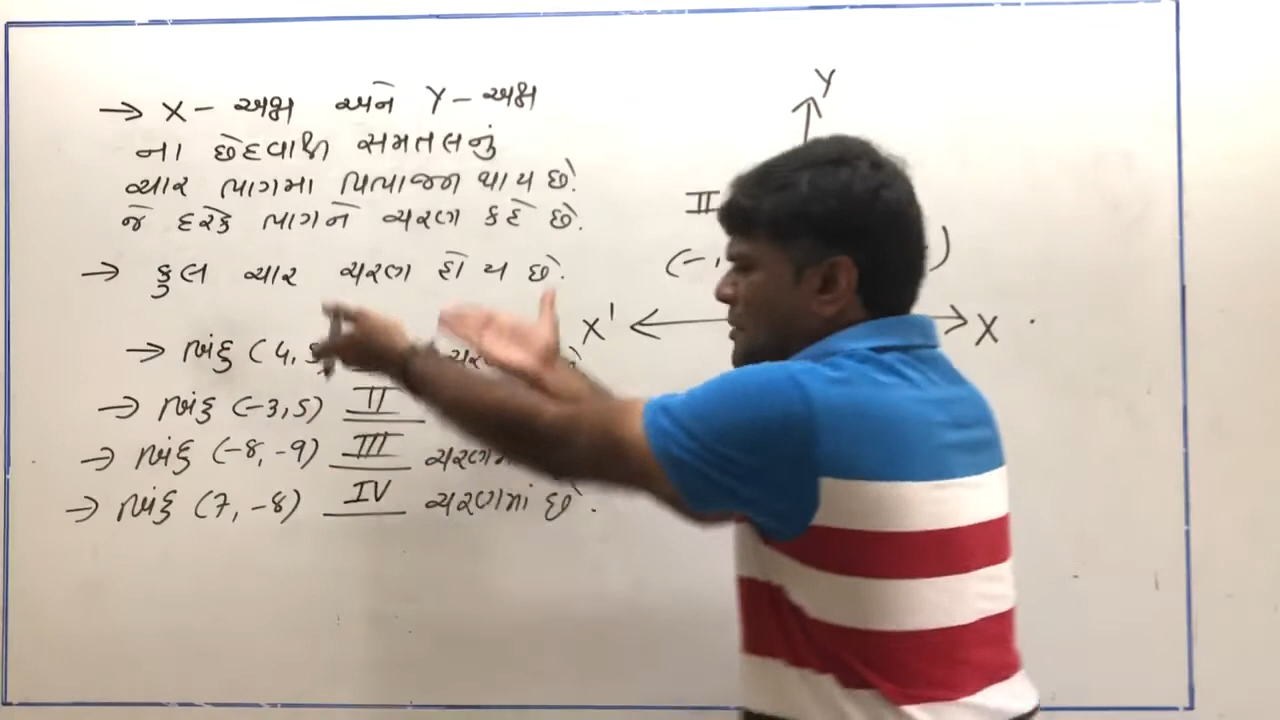 → X - અક્ષ અને Y - અક્ષ
ના છેદવાથી સમતલનું
ચાર ભાગમા વિભાજન થાય છે.
જે દરેક ભાગને ચરણ કહે છે.
→ કુલ ચાર ચરણ હોય છે.
→ બિંદુ (4, 5
→ બિંદુ (-3, 5) II
→ બિંદુ (-8, -9) III
→ બિંદુ (7, -8) IV ચરણમાં છે.
Y
II
(-,
)
X'
X